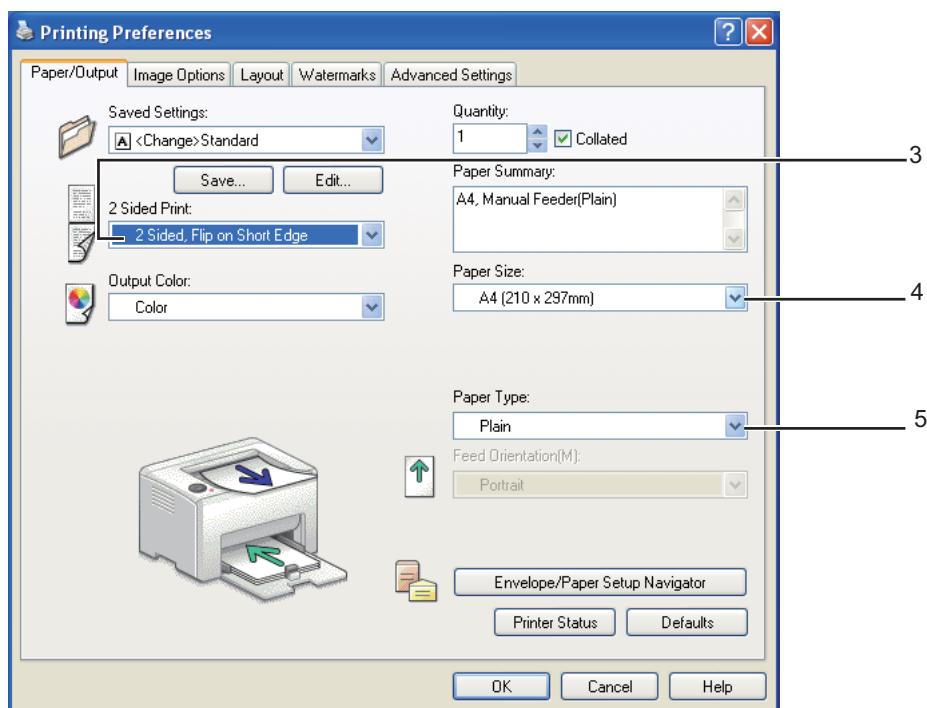 Printing Preferences
Paper/Output Image Options Layout Watermarks Advanced Settings
Saved Settings:
A <Change>Standard
Save... Edit...
2 Sided Print:
2 Sided, Flip on Short Edge
Output Color:
Color
Quantity:
1 Collated
Paper Summary:
A4, Manual Feeder(Plain)
3
Paper Size:
A4 (210 x 297mm)
4
Paper Type:
Plain
5
Feed Orientation(M):
Portrait
Envelope/Paper Setup Navigator
Printer Status Defaults
OK Cancel Help